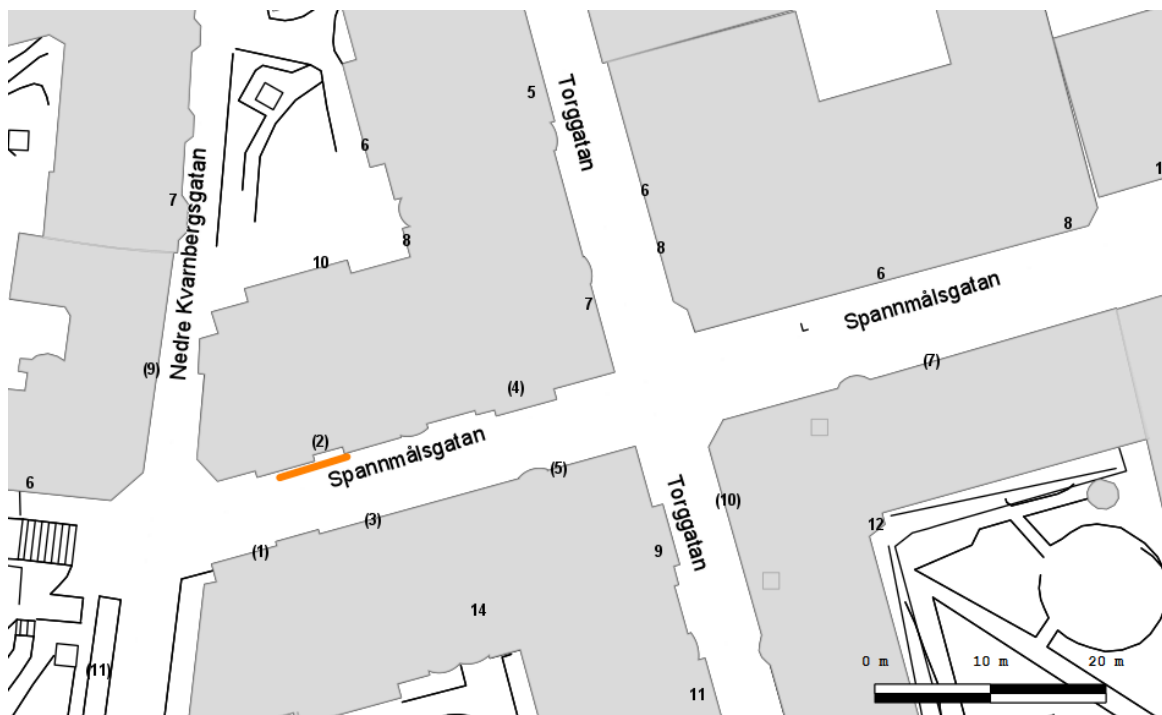 5
Torggatan
6
7
Nedre Kvarnbergsgatan
6
8
8
10
8
6
1
7
Spannmålsgatan
L
(9)
(7)
(4)
(2)
Spannmålsgatan
(5)
6
(3)
(1)
Torggatan
(10)
12
9
14
(11)
11
0 m
10 m
20 m